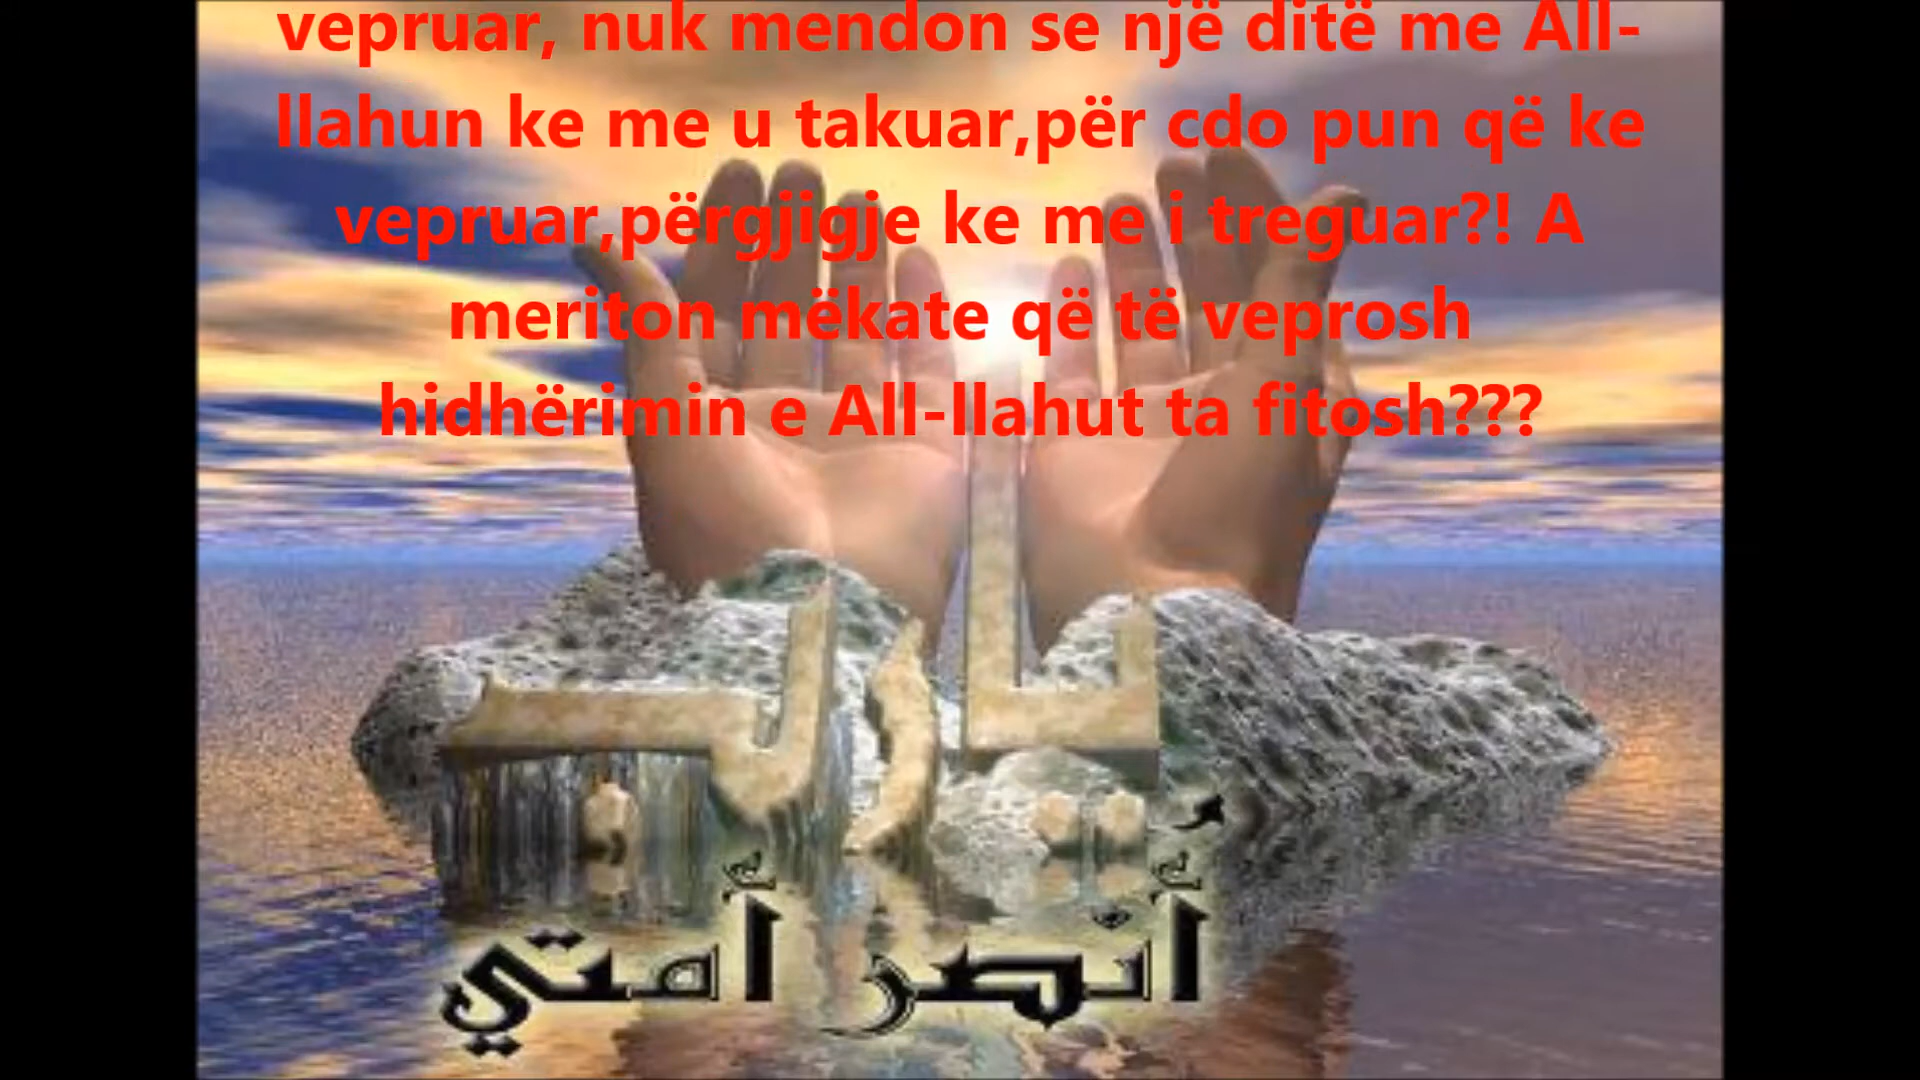 vepruar, nuk mendon se një ditë me All-
llahun ke me u takuar,për cdo pun që ke
vepruar,përgjigje ke me i treguar?! A
meriton mëkate që të veprosh
hidhërimin e All-llahut ta fitosh???
يارب
أنصر أمتي